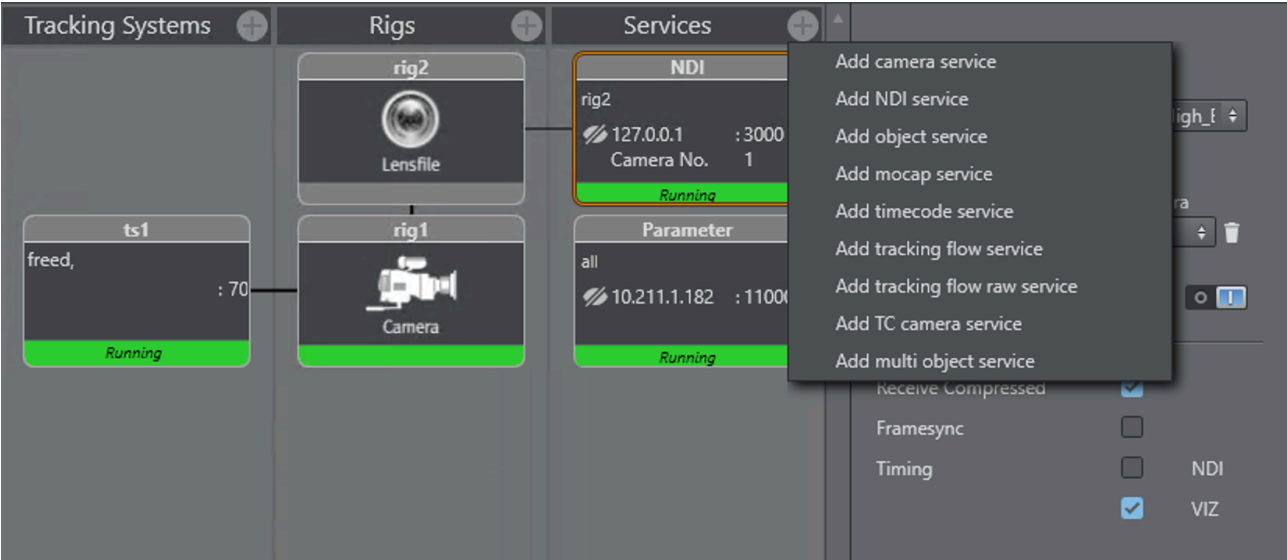 Tracking Systems
Rigs
Services
rig2
Lensfile
NDI
rig2
127.0.0.1 : 3000
Camera No. 1
Running
ts1
freed,
: 70
Running
rig1
Camera
Parameter
all
10.211.1.182 : 11000
Running
Add camera service
Add NDI service
Add object service
Add mocap service
Add timecode service
Add tracking flow service
Add tracking flow raw service
Add TC camera service
Add multi object service
ra
Receive Compressed
Framesync
Timing
NDI
VIZ